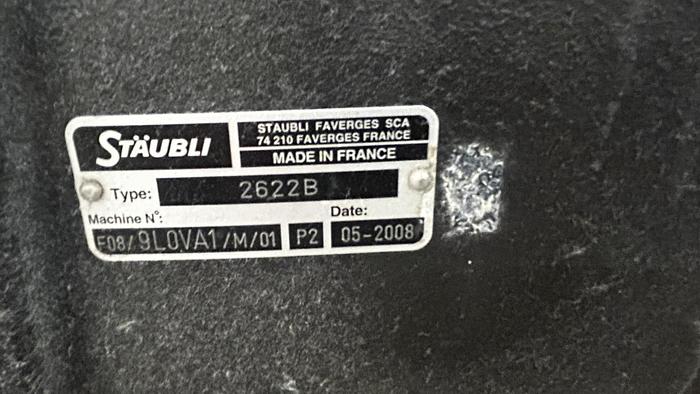 STÄUBLI
STAUBLI FAVERGES SCA
74 210 FAVERGES FRANCE
MADE IN FRANCE
Type: 2622B
Machine N°: Date:
F08/9L0VA1/M/01 P2 05-2008